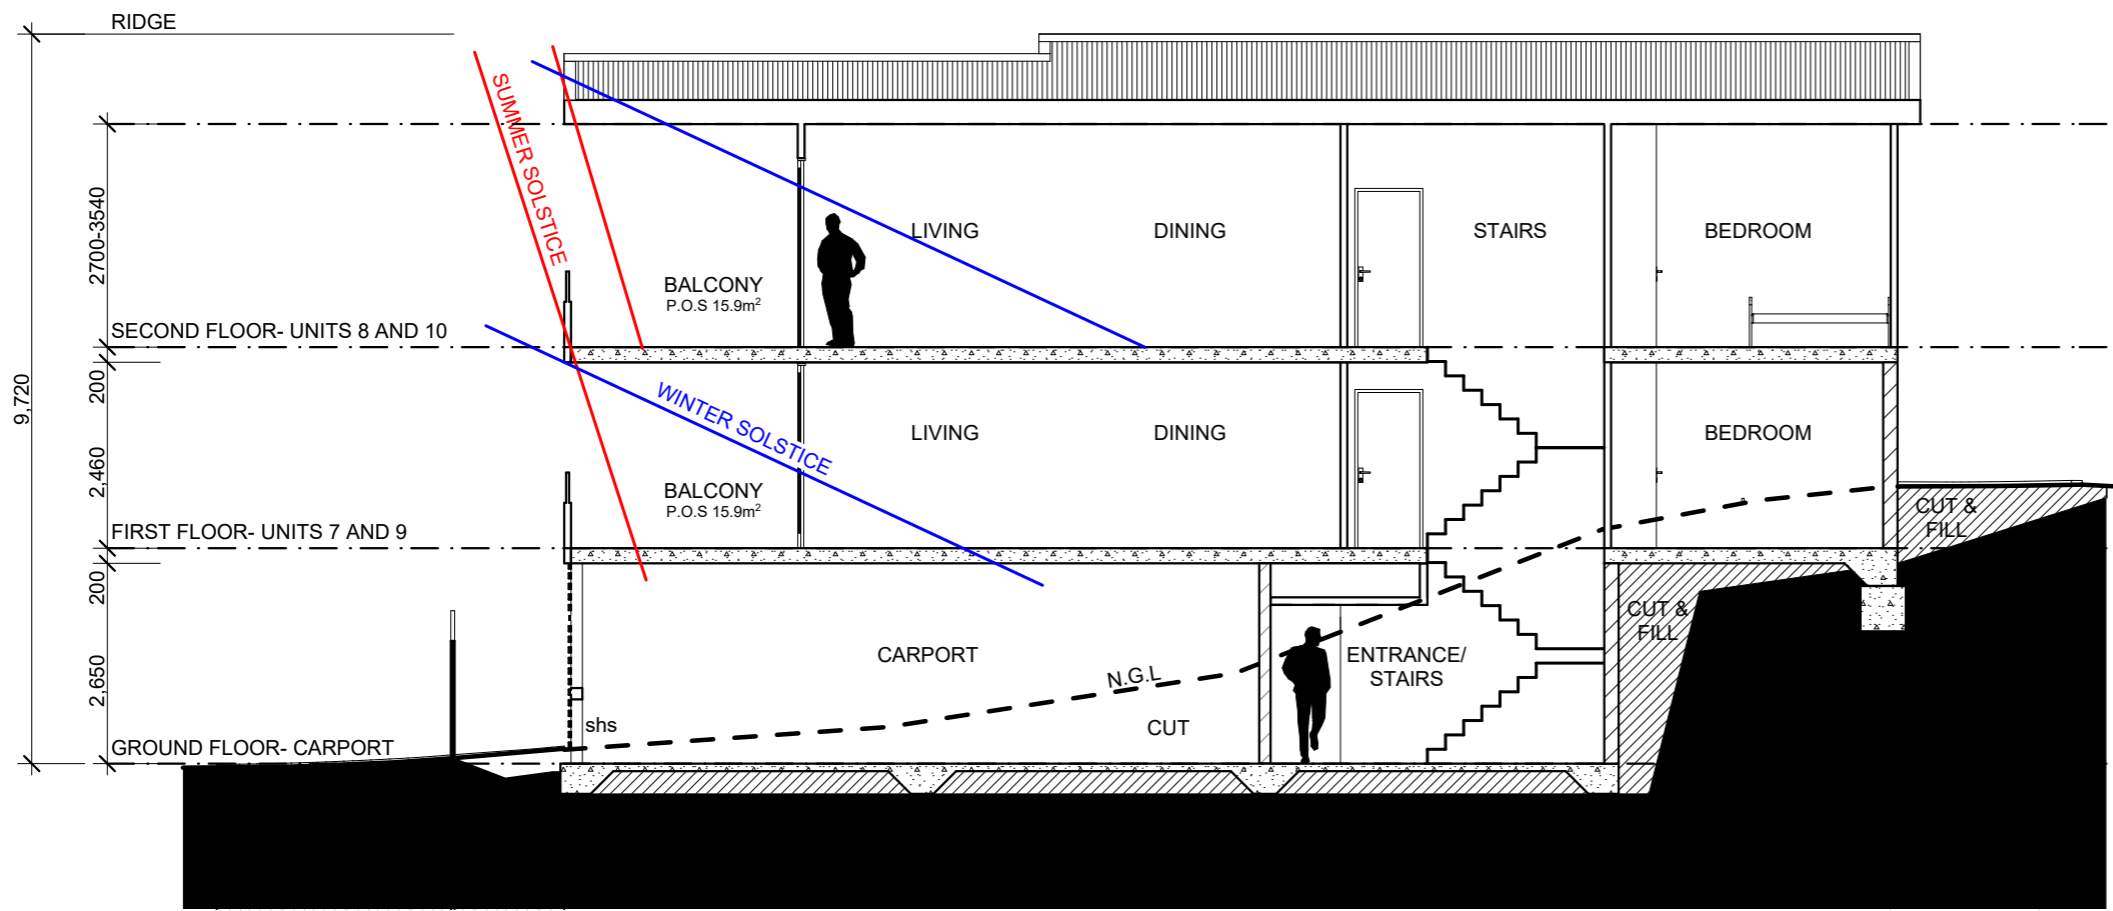 RIDGE
SUMMER SOLSTICE
2700-3540
LIVING
DINING
STAIRS
BEDROOM
BALCONY
P.O.S 15.9m²
SECOND FLOOR- UNITS 8 AND 10
200
9,720
WINTER SOLSTICE
LIVING
DINING
BEDROOM
2,460
BALCONY
P.O.S 15.9m²
CUT &
FILL
FIRST FLOOR- UNITS 7 AND 9
200
CUT &
FILL
CARPORT
ENTRANCE/
STAIRS
2,650
N.G.L
shs
CUT
GROUND FLOOR- CARPORT